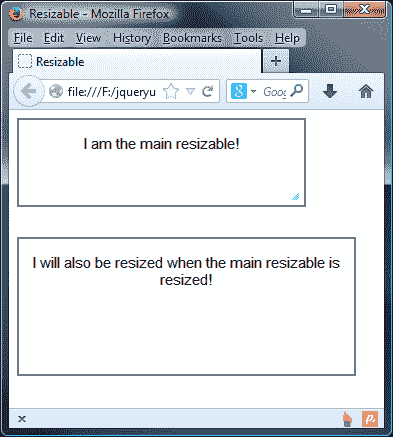 Resizable - Mozilla Firefox
File Edit View History Bookmarks Tools Help
Resizable
file:///F:/jqueryu
Goog
I am the main resizable!
I will also be resized when the main resizable is
resized!